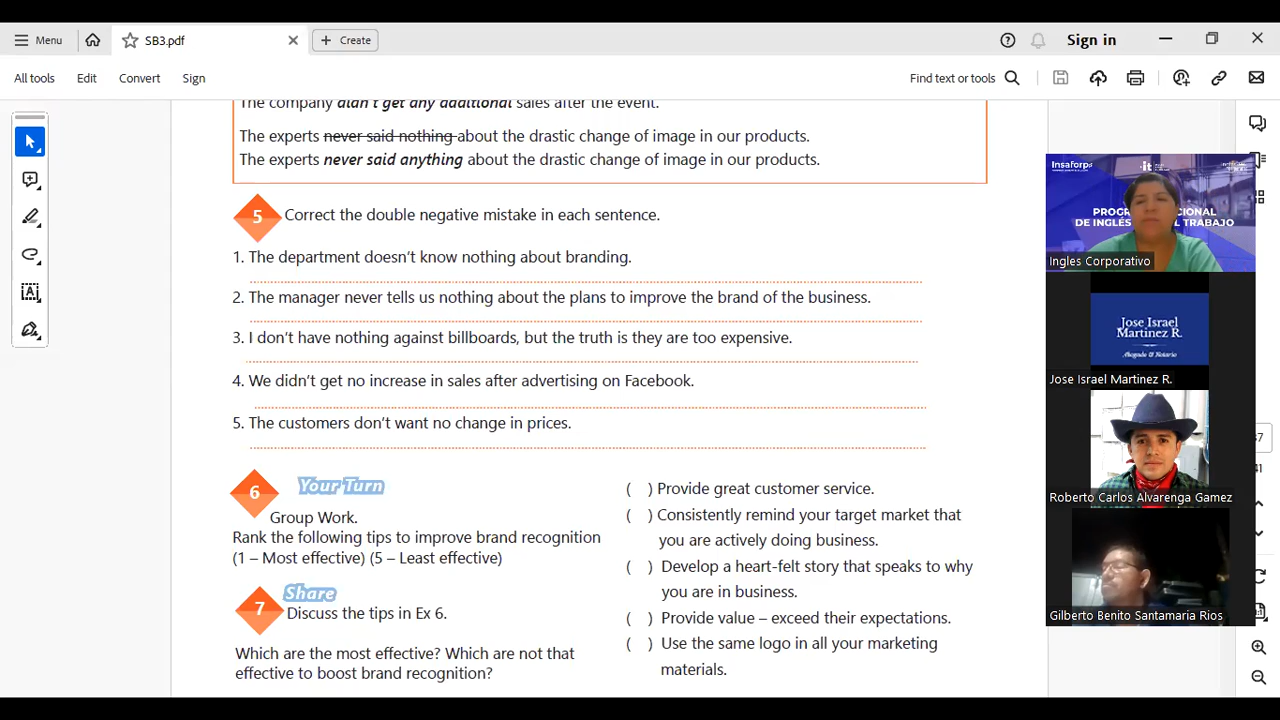 Menu
SB3.pdf
Create
Sign in
All tools
Edit
Convert
Sign
Find text or tools
The company didn't get any additional sales after the event.
The experts never said nothing about the drastic change of image in our products.
The experts never said anything about the drastic change of image in our products.
5 Correct the double negative mistake in each sentence.
1. The department doesn't know nothing about branding.
2. The manager never tells us nothing about the plans to improve the brand of the business.
3. I don't have nothing against billboards, but the truth is they are too expensive.
4. We didn't get no increase in sales after advertising on Facebook.
5. The customers don't want no change in prices.
6 Your Turn
Group Work.
Rank the following tips to improve brand recognition
(1 – Most effective) (5 – Least effective)
7 Share
Discuss the tips in Ex 6.
Which are the most effective? Which are not that
effective to boost brand recognition?
( ) Provide great customer service.
( ) Consistently remind your target market that
you are actively doing business.
( ) Develop a heart-felt story that speaks to why
you are in business.
( ) Provide value – exceed their expectations.
( ) Use the same logo in all your marketing
materials.
Insaforp
it
Ingles Corporativo
Jose Israel
Martinez R.
Abogado & Notario
Jose Israel Martinez R.
Roberto Carlos Alvarenga Gamez
Gilberto Benito Santamaria Rios